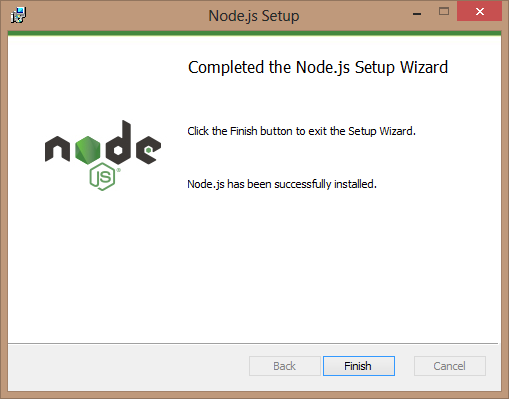 Node.js Setup
Completed the Node.js Setup Wizard
Click the Finish button to exit the Setup Wizard.
node
JS®
Node.js has been successfully installed.
Back
Finish
Cancel